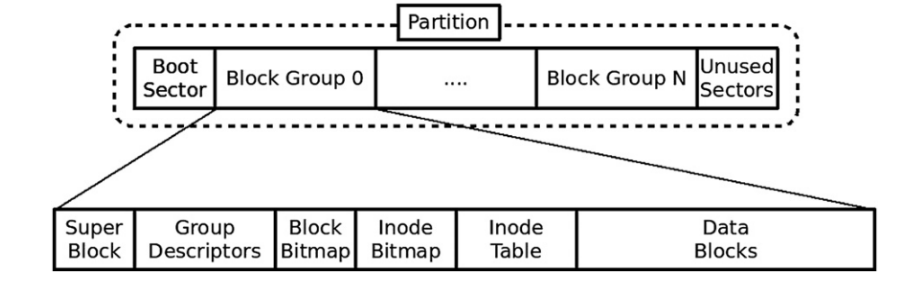 Partition
Boot
Sector
Block Group 0
....
Block Group N
Unused
Sectors
Super
Block
Group
Descriptors
Block
Bitmap
Inode
Bitmap
Inode
Table
Data
Blocks